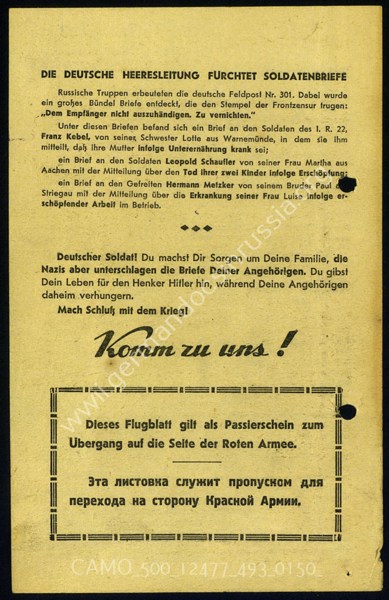 DIE DEUTSCHE HEERESLEITUNG FÜRCHTET SOLDATENBRIEFE
Russische Truppen erbeuteten die deutsche Feldpost Nr. 301. Dabei wurde
ein großes Bündel Briefe entdeckt, die den Stempel der Frontzensur trugen:
„Dem Empfänger nicht auszuhändigen. Zu vernichten."
Unter diesen Briefen befand sich ein Brief an den Soldaten des I. R. 22,
Franz Kebel, von seiner Schwester Lotte aus Warnemünde, in dem sie ihm
mitteilt, daß ihre Mutter infolge Unterernährung krank sei;
ein Brief an den Soldaten Leopold Schaufler von seiner Frau Martha aus
Aachen mit der Mitteilung über den Tod ihrer zwei Kinder infolge Erschöpfung;
ein Brief an den Gefreiten Hermann Metzker von seinem Bruder Paul
Striegau mit der Mitteilung über die Erkrankung seiner Frau Luise infolge er-
schöpfender Arbeit im Betrieb.
Deutscher Soldat! Du machst Dir Sorgen um Deine Familie, die
Nazis aber unterschlagen die Briefe Deiner Angehörigen. Du gibst
Dein Leben für den Henker Hitler hin, während Deine Angehörigen
daheim verhungern.
Mach Schluß mit dem Krieg!
Komm zu uns!
Dieses Flugblatt gilt als Passierschein zum
Übergang auf die Seite der Roten Armee.
Эта листовка служит пропуском для
перехода на сторону Красной Армии.
CAMO_500_12477_493_0150